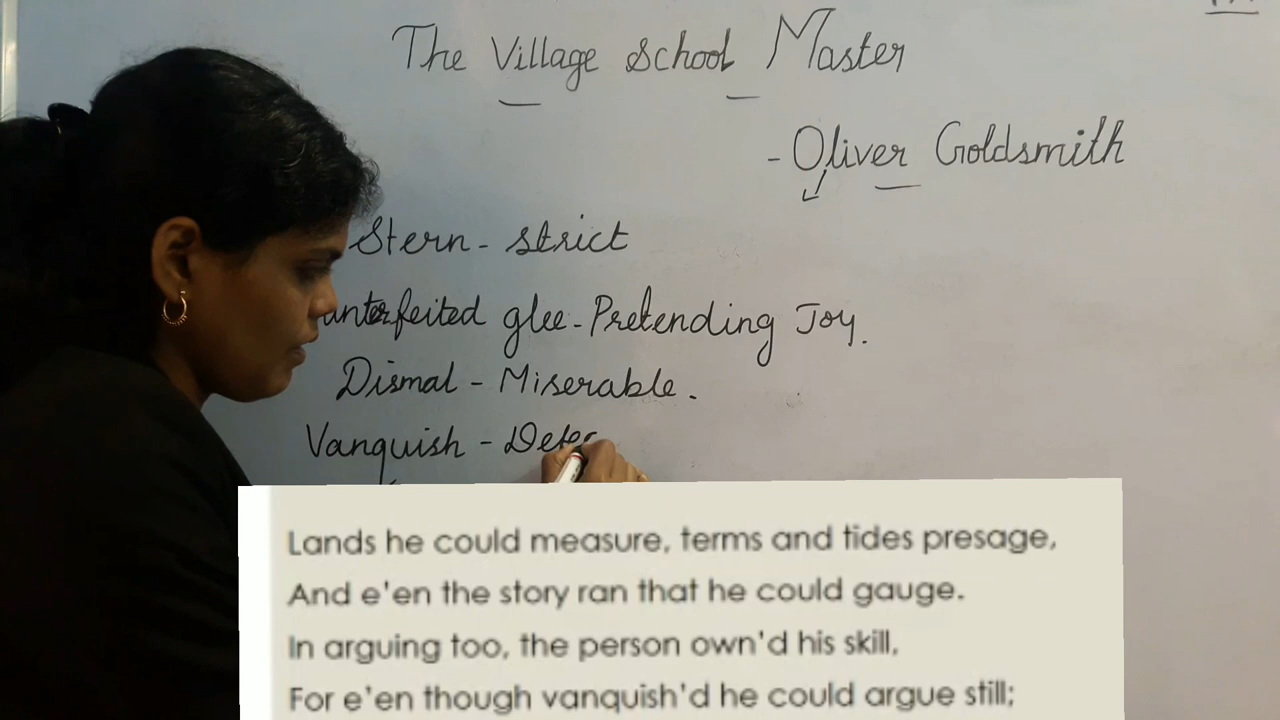 The Village School Master
- Oliver Goldsmith
Stern - strict
unterfeited glee - Pretending Joy.
Dismal - Miserable.
Vanquish - Defe
Lands he could measure, terms and tides presage,
And e'en the story ran that he could gauge.
In arguing too, the person own'd his skill,
For e'en though vanquish'd he could argue still;